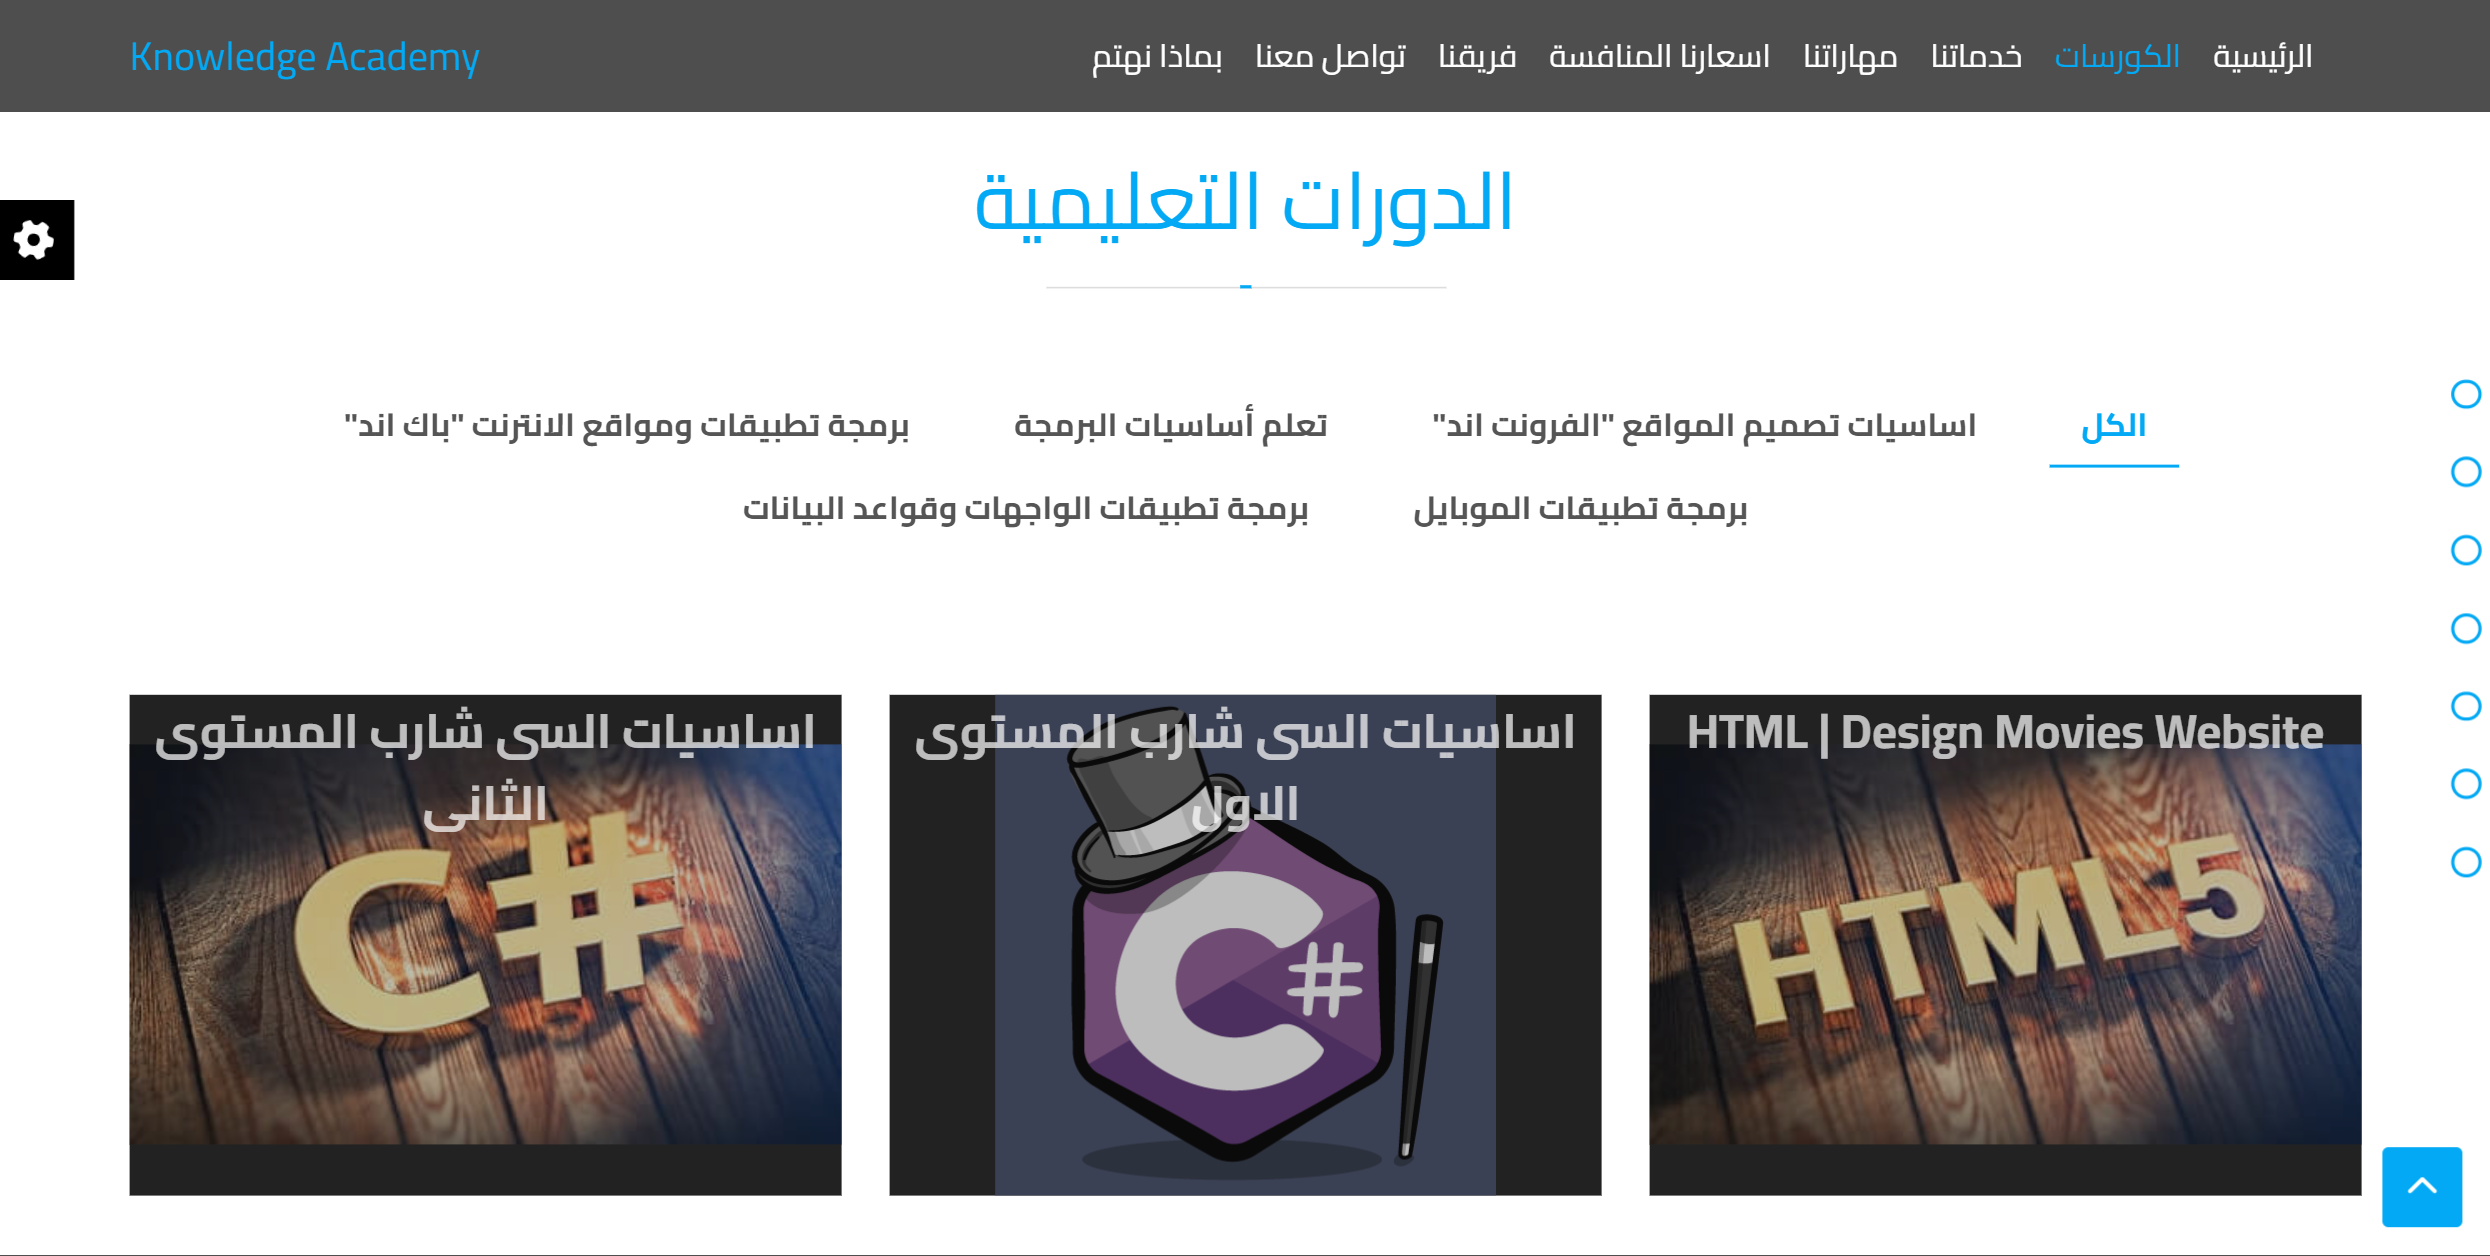 الرئيسية الكورسات خدماتنا مهاراتنا اسعارنا المنافسة فريقنا تواصل معنا بماذا نهتم Knowledge Academy
الدورات التعليمية
الكل اساسيات تصميم المواقع "الفرونت اند" تعلم أساسيات البرمجة برمجة تطبيقات ومواقع الانترنت "باك اند"
برمجة تطبيقات الموبايل برمجة تطبيقات الواجهات وقواعد البيانات
HTML | Design Movies Website
HTML5
اساسيات السى شارب المستوى
الاول
C#
اساسيات السى شارب المستوى
الثانى
C#